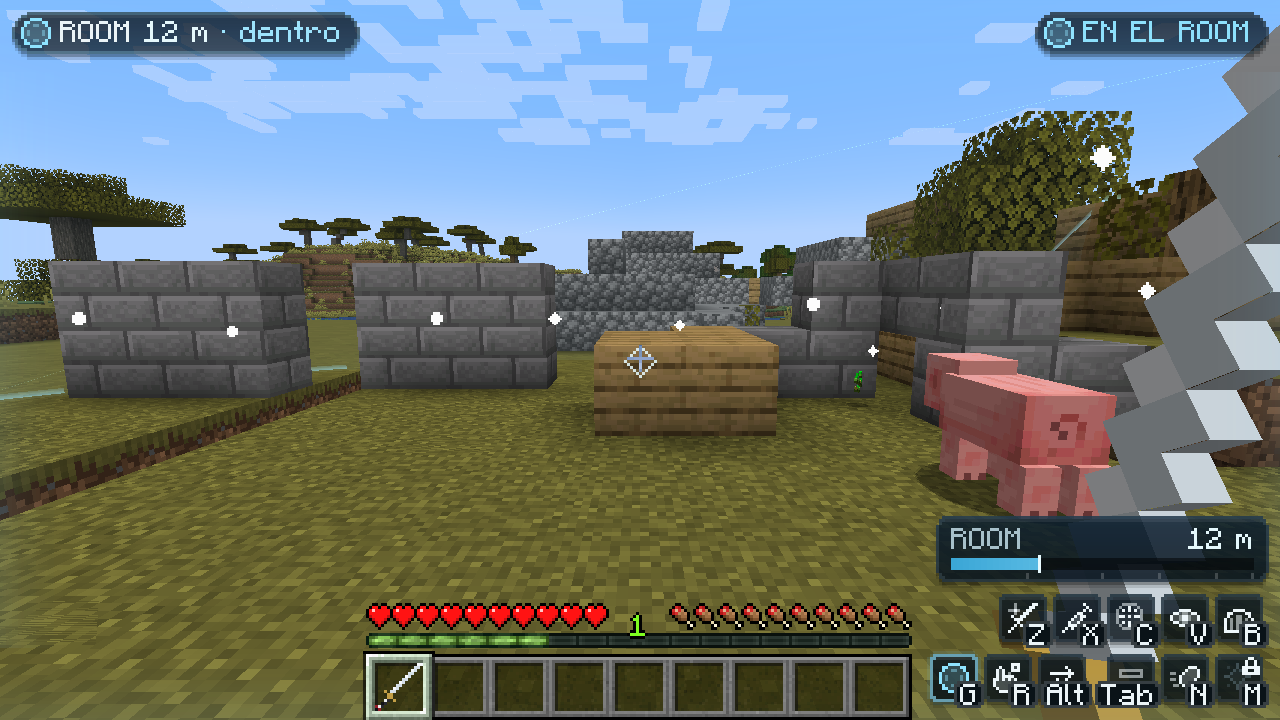 ROOM 12 m · dentro
EN EL ROOM
ROOM 12 m
1
Z X C V B
G R Alt Tab N M